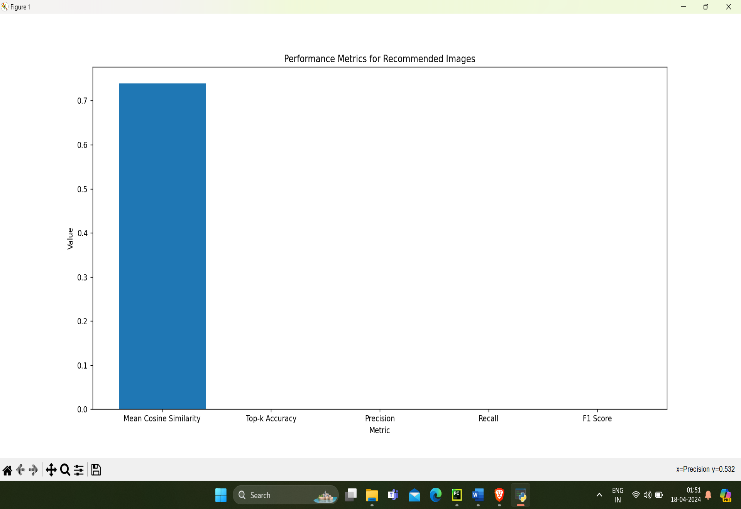 Figure 1
Performance Metrics for Recommended Images
0.7
0.6
0.5
0.4
0.3
0.2
0.1
0.0
Value
Mean Cosine Similarity Top-k Accuracy Precision Recall F1 Score
Metric
x=Precision y=0.532
Search
ENG
IN
01:51
18-04-2024